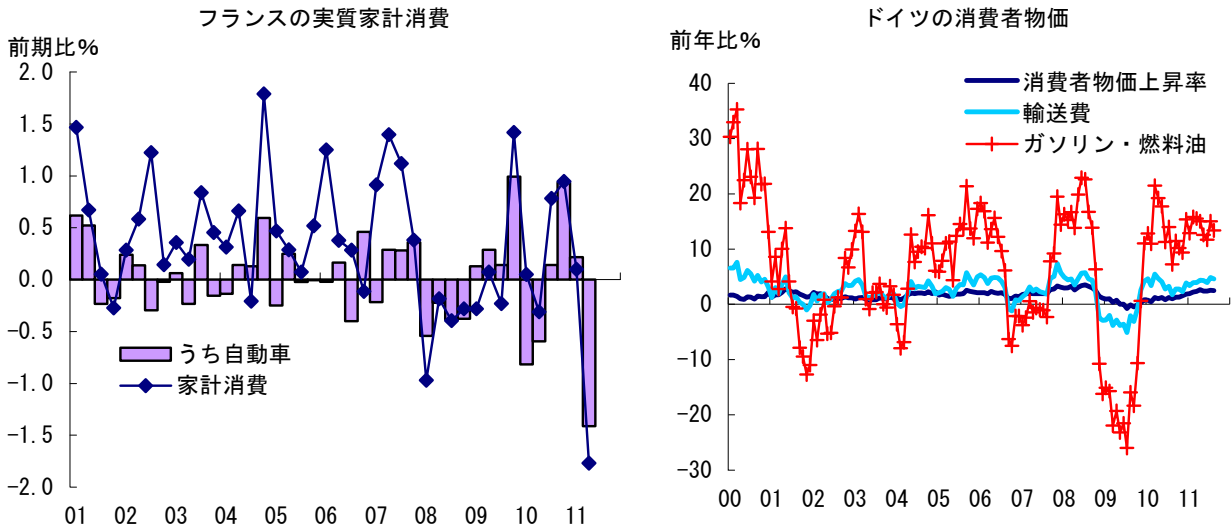 フランスの実質家計消費
前期比%
2.0
1.5
1.0
0.5
0.0
-0.5
-1.0
-1.5
-2.0
うち自動車
家計消費
01 02 03 04 05 06 07 08 09 10 11
ドイツの消費者物価
前年比%
40
30
20
10
0
-10
-20
-30
消費者物価上昇率
輸送費
ガソリン・燃料油
00 01 02 03 04 05 06 07 08 09 10 11